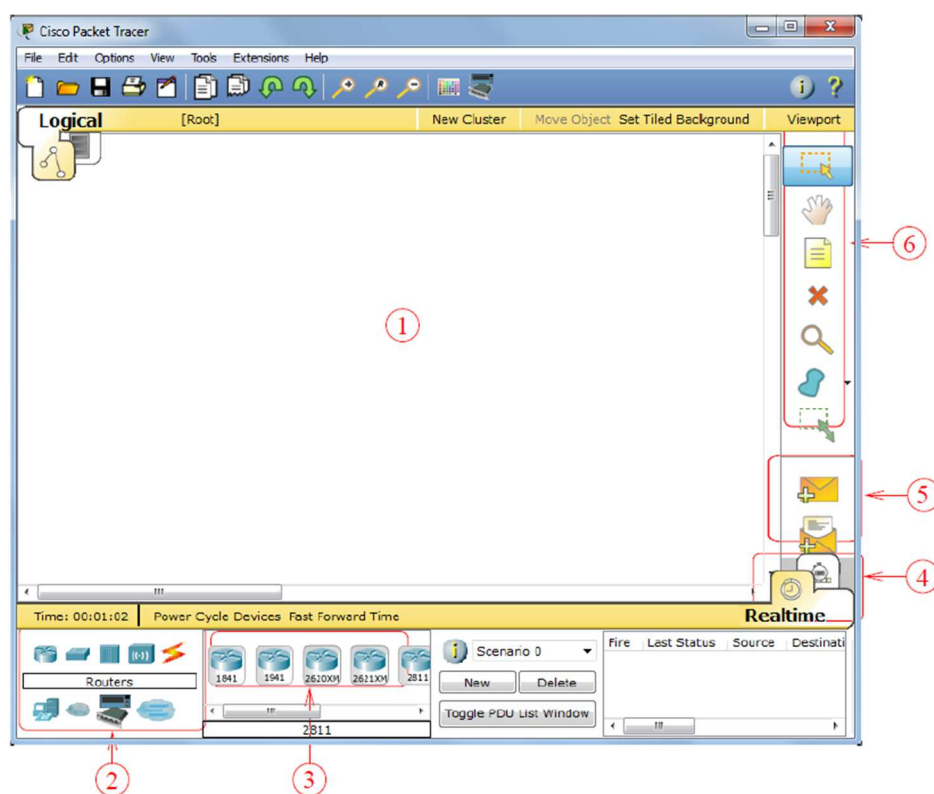 Cisco Packet Tracer
File Edit Options View Tools Extensions Help
Logical [Root] New Cluster Move Object Set Tiled Background Viewport
1
6
5
4
Time: 00:01:02 Power Cycle Devices Fast Forward Time Realtime
Routers
1841 1941 2620XM 2621XM 2811
2811
Scenario 0
New Delete
Toggle PDU List Window
Fire Last Status Source Destinati
2
3